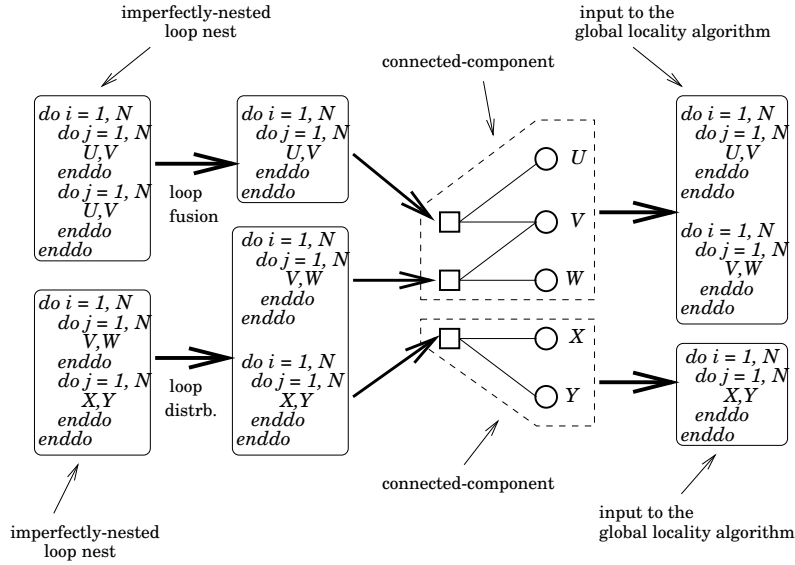 imperfectly-nested
loop nest
do i = 1, N
do j = 1, N
U,V
enddo
do j = 1, N
U,V
enddo
enddo
loop
fusion
do i = 1, N
do j = 1, N
V,W
enddo
do j = 1, N
X,Y
enddo
enddo
loop
distrb.
imperfectly-nested
loop nest
do i = 1, N
do j = 1, N
U,V
enddo
enddo
do i = 1, N
do j = 1, N
V,W
enddo
enddo
do i = 1, N
do j = 1, N
X,Y
enddo
enddo
connected-component
U
V
W
X
Y
connected-component
input to the
global locality algorithm
do i = 1, N
do j = 1, N
U,V
enddo
enddo
do i = 1, N
do j = 1, N
V,W
enddo
enddo
do i = 1, N
do j = 1, N
X,Y
enddo
enddo
input to the
global locality algorithm